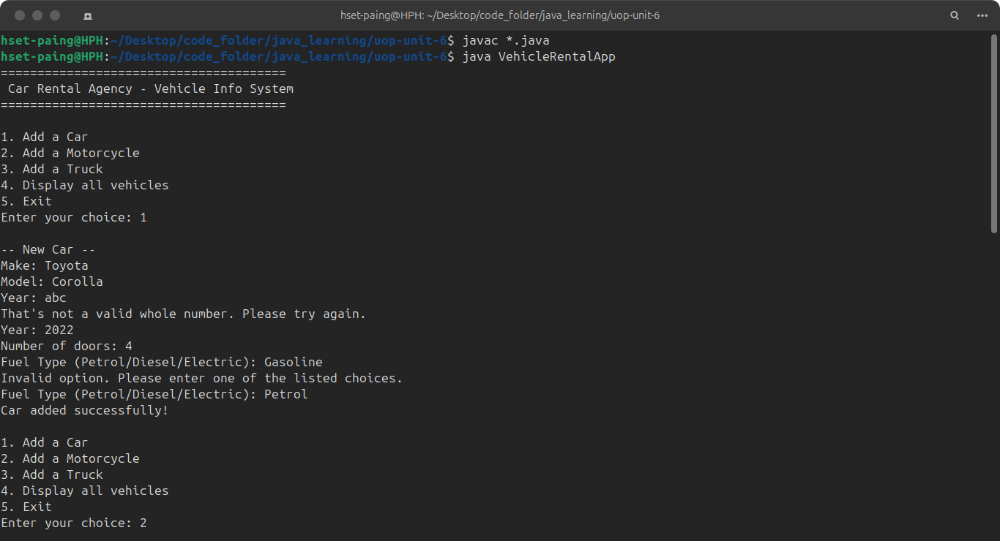 hset-paing@HPH: ~/Desktop/code_folder/java_learning/uop-unit-6
hset-paing@HPH:~/Desktop/code_folder/java_learning/uop-unit-6$ javac *.java
hset-paing@HPH:~/Desktop/code_folder/java_learning/uop-unit-6$ java VehicleRentalApp
=======================================
 Car Rental Agency - Vehicle Info System
=======================================

1. Add a Car
2. Add a Motorcycle
3. Add a Truck
4. Display all vehicles
5. Exit
Enter your choice: 1

-- New Car --
Make: Toyota
Model: Corolla
Year: abc
That's not a valid whole number. Please try again.
Year: 2022
Number of doors: 4
Fuel Type (Petrol/Diesel/Electric): Gasoline
Invalid option. Please enter one of the listed choices.
Fuel Type (Petrol/Diesel/Electric): Petrol
Car added successfully!

1. Add a Car
2. Add a Motorcycle
3. Add a Truck
4. Display all vehicles
5. Exit
Enter your choice: 2